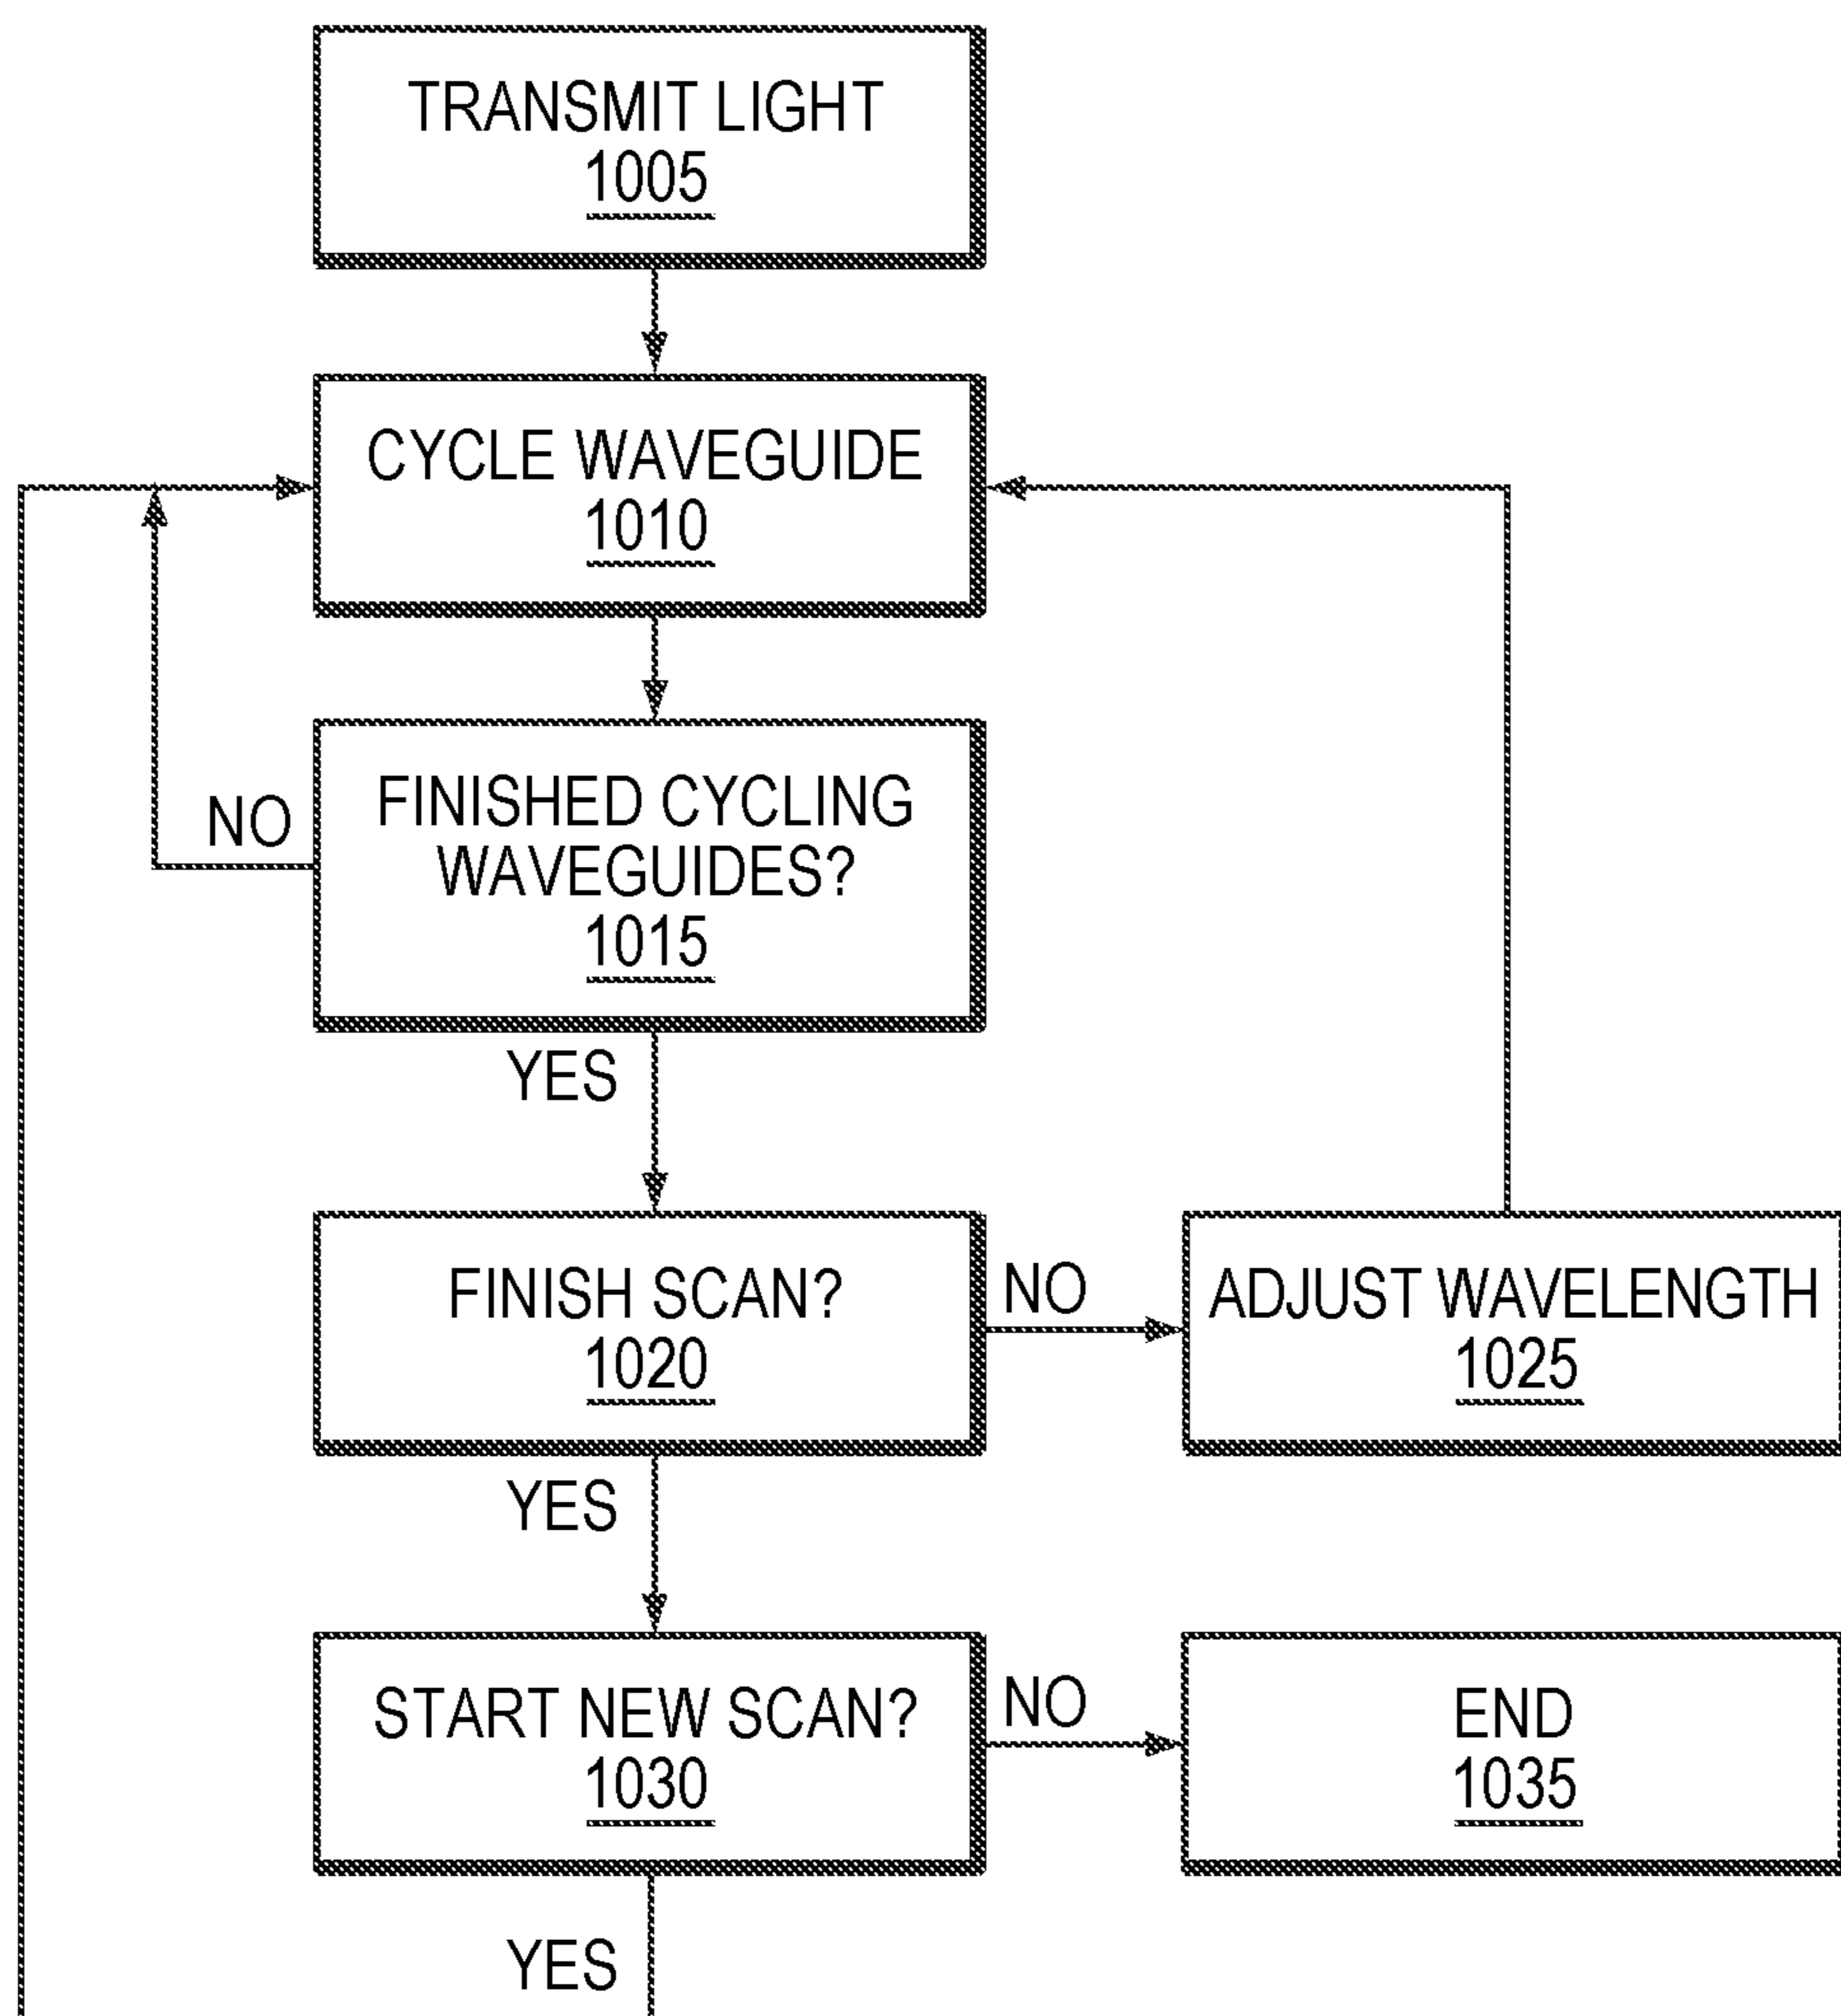 TRANSMIT LIGHT
1005
CYCLE WAVEGUIDE
1010
NO
FINISHED CYCLING
WAVEGUIDES?
1015
YES
FINISH SCAN?
1020
NO
ADJUST WAVELENGTH
1025
YES
START NEW SCAN?
1030
NO
END
1035
YES